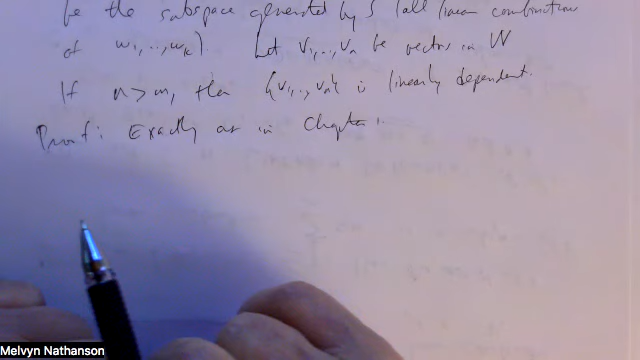 be the subspace generated by S (all linear combinations
of w₁,..,wₖ). Let v₁,..,vₙ be vectors in W
If n>m, then {v₁,..,vₙ} is linearly dependent.
Proof: Exactly as in Chapter 1.
Melvyn Nathanson